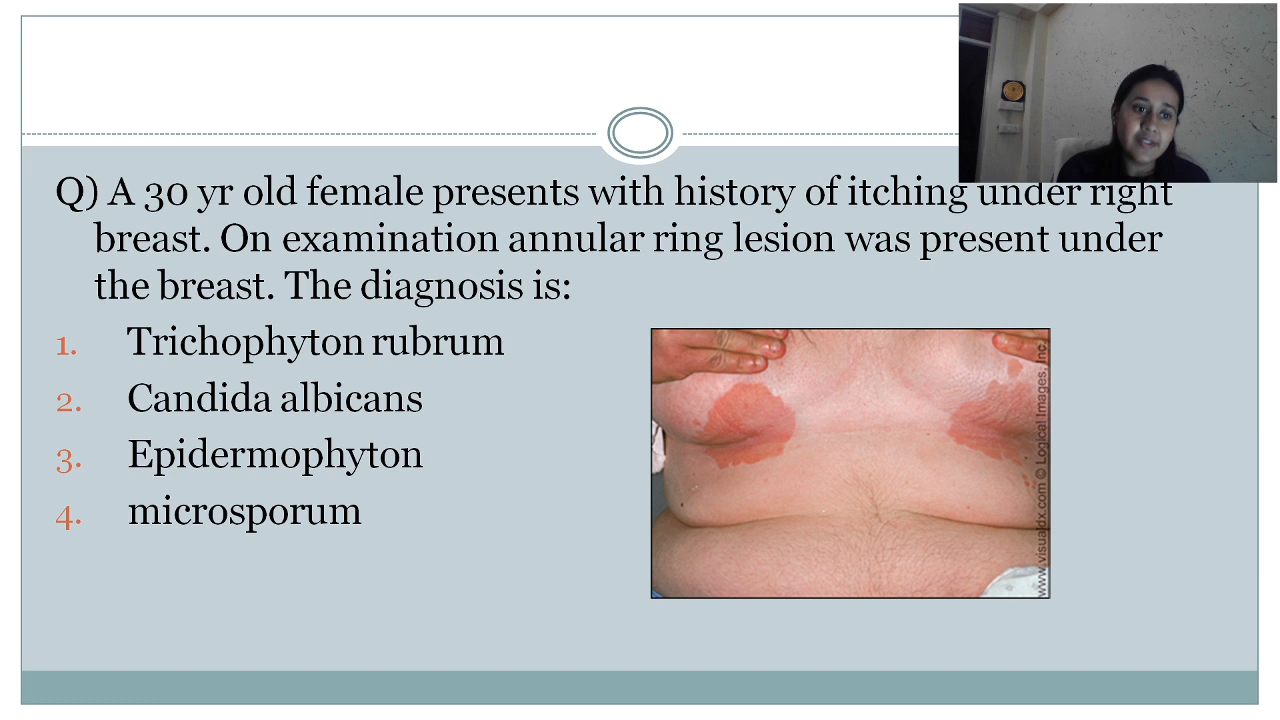 Q) A 30 yr old female presents with history of itching under right
breast. On examination annular ring lesion was present under
the breast. The diagnosis is:
1. Trichophyton rubrum
2. Candida albicans
3. Epidermophyton
4. microsporum
www.visualdx.com © Logical Images, Inc.